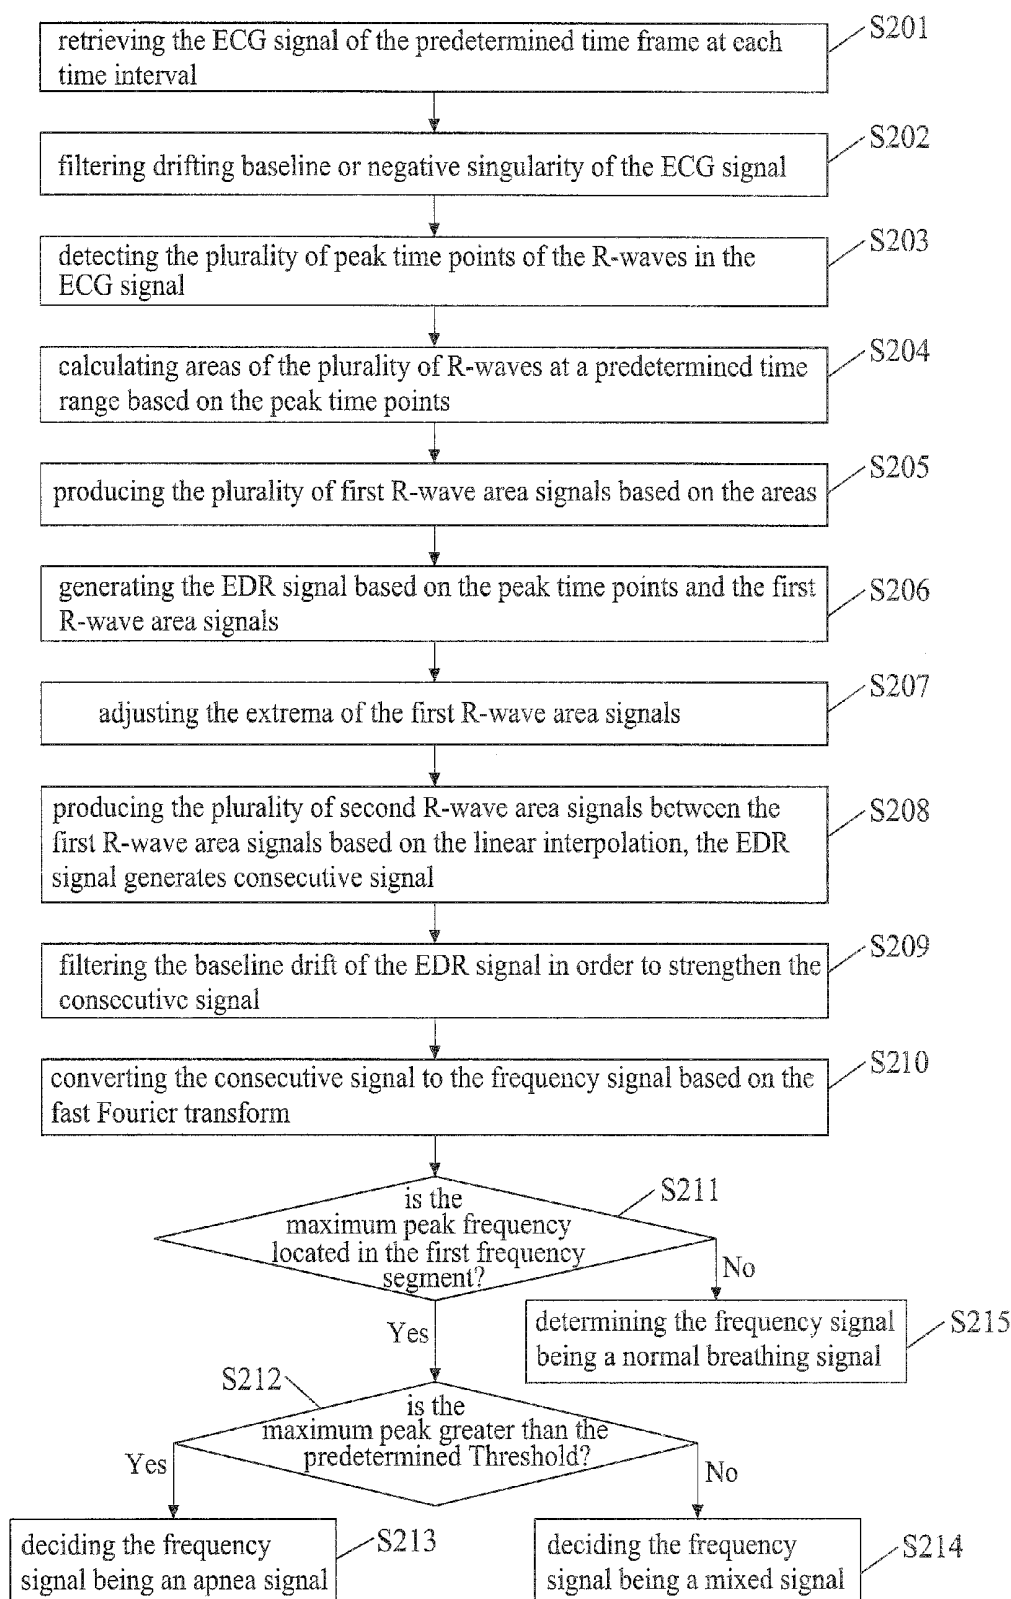 retrieving the ECG signal of the predetermined time frame at each
time interval
S201
filtering drifting baseline or negative singularity of the ECG signal
S202
detecting the plurality of peak time points of the R-waves in the
ECG signal
S203
calculating areas of the plurality of R-waves at a predetermined time
range based on the peak time points
S204
producing the plurality of first R-wave area signals based on the areas
S205
generating the EDR signal based on the peak time points and the first
R-wave area signals
S206
adjusting the extrema of the first R-wave area signals
S207
producing the plurality of second R-wave area signals between the
first R-wave area signals based on the linear interpolation, the EDR
signal generates consecutive signal
S208
filtering the baseline drift of the EDR signal in order to strengthen the
consecutive signal
S209
converting the consecutive signal to the frequency signal based on the
fast Fourier transform
S210
is the
maximum peak frequency
located in the first frequency
segment?
S211
No
Yes
determining the frequency signal
being a normal breathing signal
S215
S212
is the
maximum peak greater than the
predetermined Threshold?
Yes
No
deciding the frequency
signal being an apnea signal
S213
deciding the frequency
signal being a mixed signal
S214